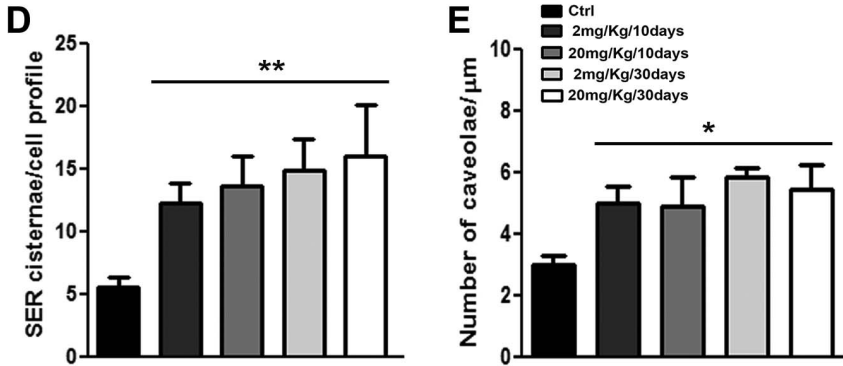 D
SER cisternae/cell profile
25
20
15
10
5
0
**
E
Number of caveolae/μm
10
8
6
4
2
0
Ctrl
2mg/Kg/10days
20mg/Kg/10days
2mg/Kg/30days
20mg/Kg/30days
*